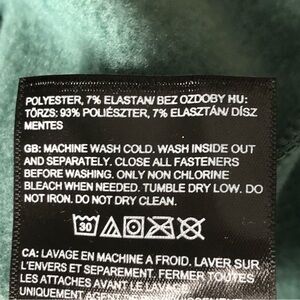 POLYESTER, 7% ELASTAN/ BEZ OZDOBY HU:
TÖRZS: 93% POLIÉSZTER, 7% ELASZTÁN/ DÍSZ
MENTES
GB: MACHINE WASH COLD. WASH INSIDE OUT
AND SEPARATELY. CLOSE ALL FASTENERS
BEFORE WASHING. ONLY NON CHLORINE
BLEACH WHEN NEEDED. TUMBLE DRY LOW. DO
NOT IRON. DO NOT DRY CLEAN.
30
CA: LAVAGE EN MACHINE A FROID. LAVER SUR
L'ENVERS ET SEPAREMENT. FERMER TOUTES
LES ATTACHES AVANT LE LAVAGE
UNIQUEMENT AGENT